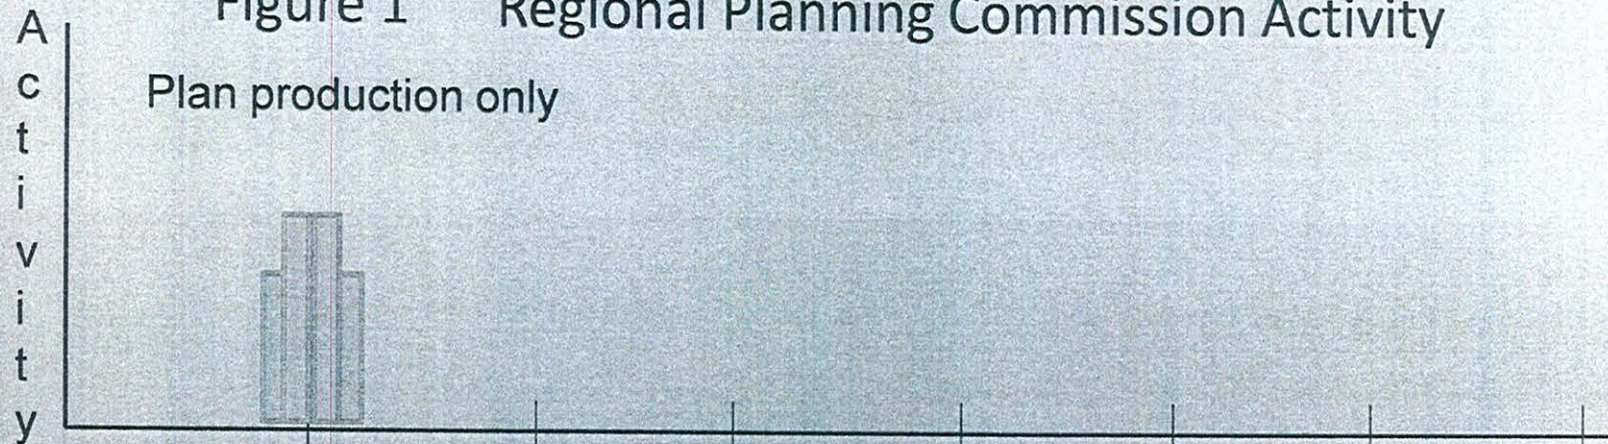 Figure 1 Regional Planning Commission Activity
Plan production only
Activity